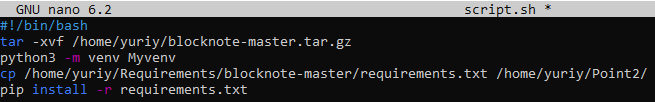 GNU nano 6.2 script.sh *
#!/bin/bash
tar -xvf /home/yuriy/blocknote-master.tar.gz
python3 -m venv Myvenv
cp /home/yuriy/Requirements/blocknote-master/requirements.txt /home/yuriy/Point2/
pip install -r requirements.txt